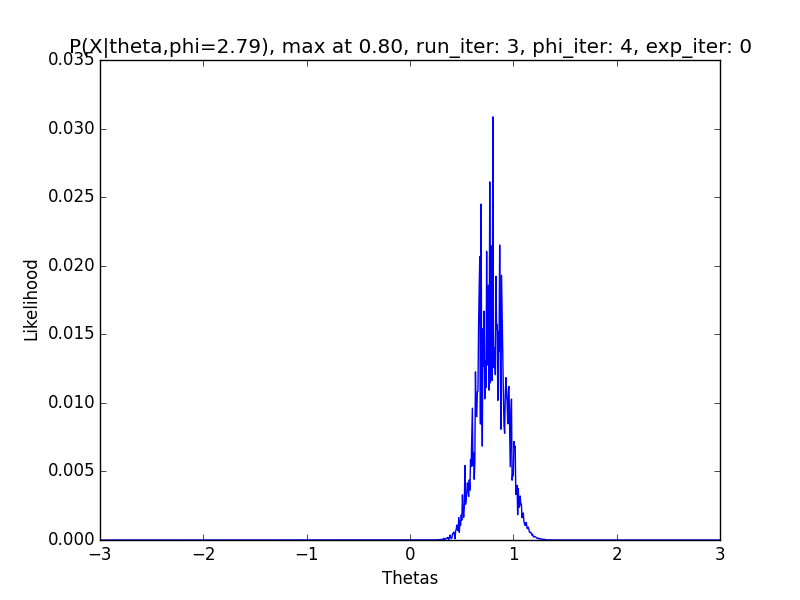 P(X|theta,phi=2.79), max at 0.80, run_iter: 3, phi_iter: 4, exp_iter: 0
0.035
0.030
0.025
0.020
0.015
0.010
0.005
0.000
Likelihood
−3 −2 −1 0 1 2 3
Thetas